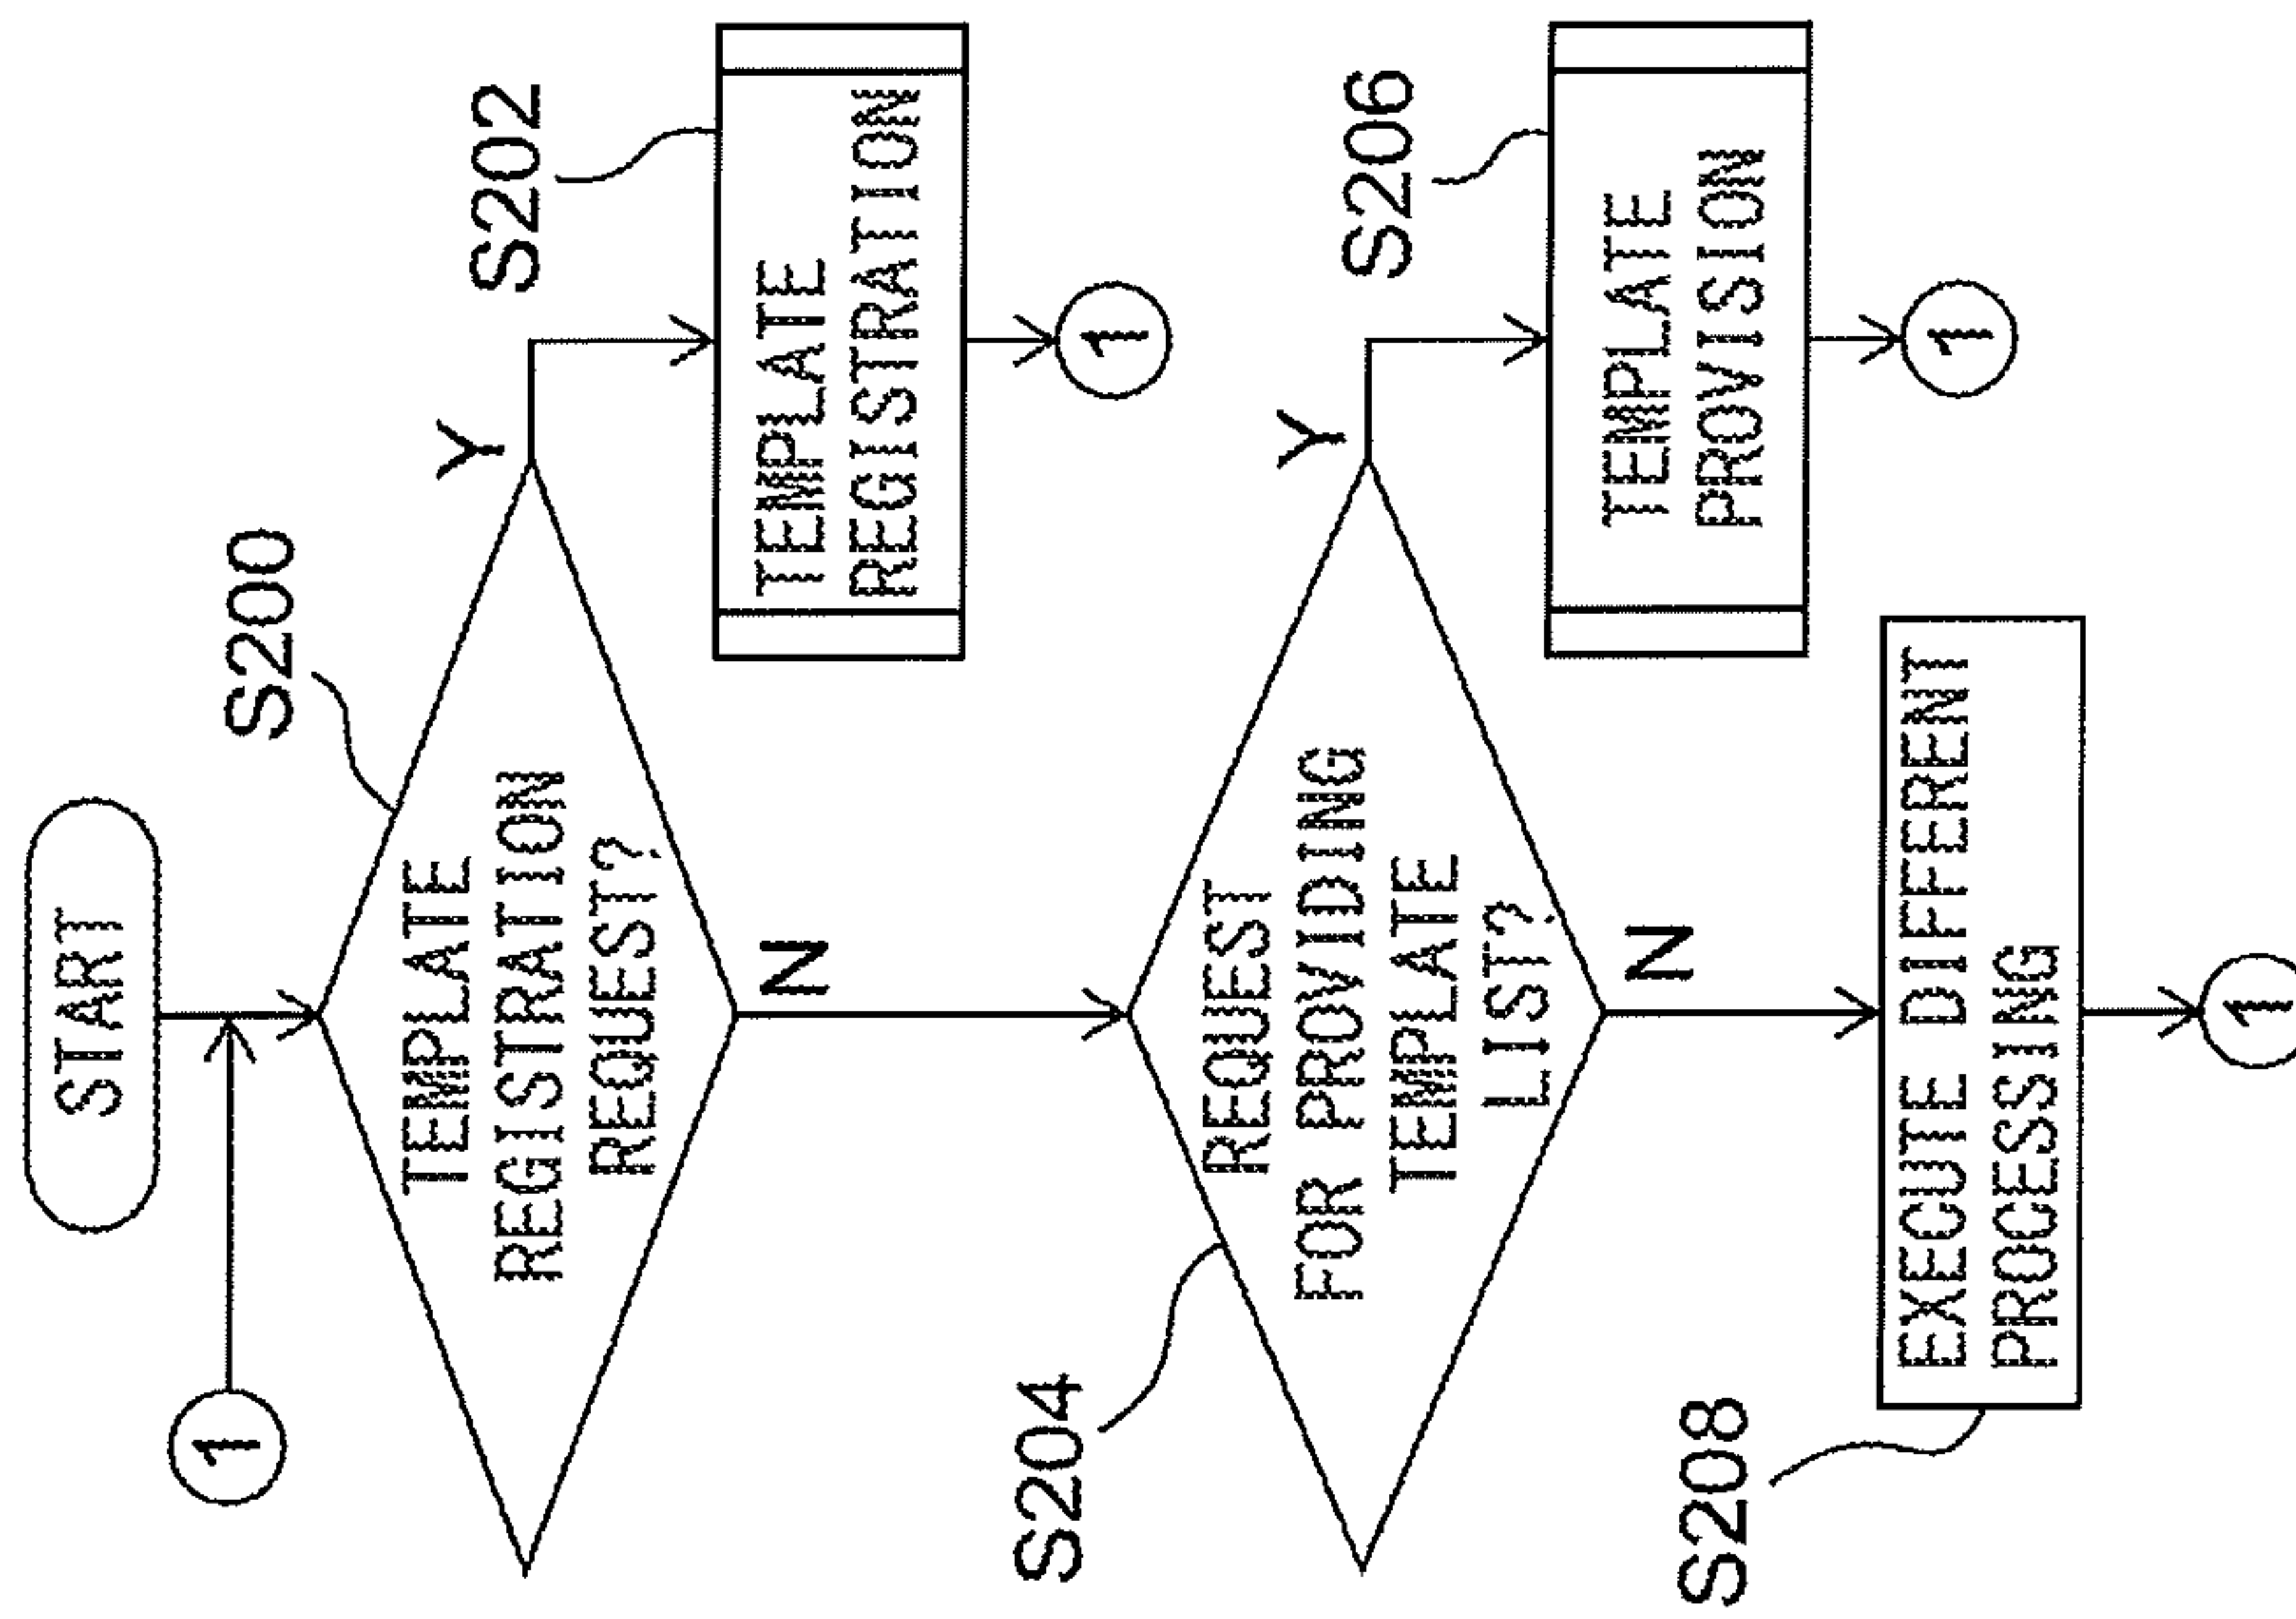 START
1
S200
TEMPLATE
REGISTRATION
REQUEST?
Y
S202
TEMPLATE
REGISTRATION
1
N
S204
REQUEST
FOR PROVIDING
TEMPLATE
LIST?
Y
S206
TEMPLATE
PROVISION
1
N
S208
EXECUTE DIFFERENT
PROCESSING
1